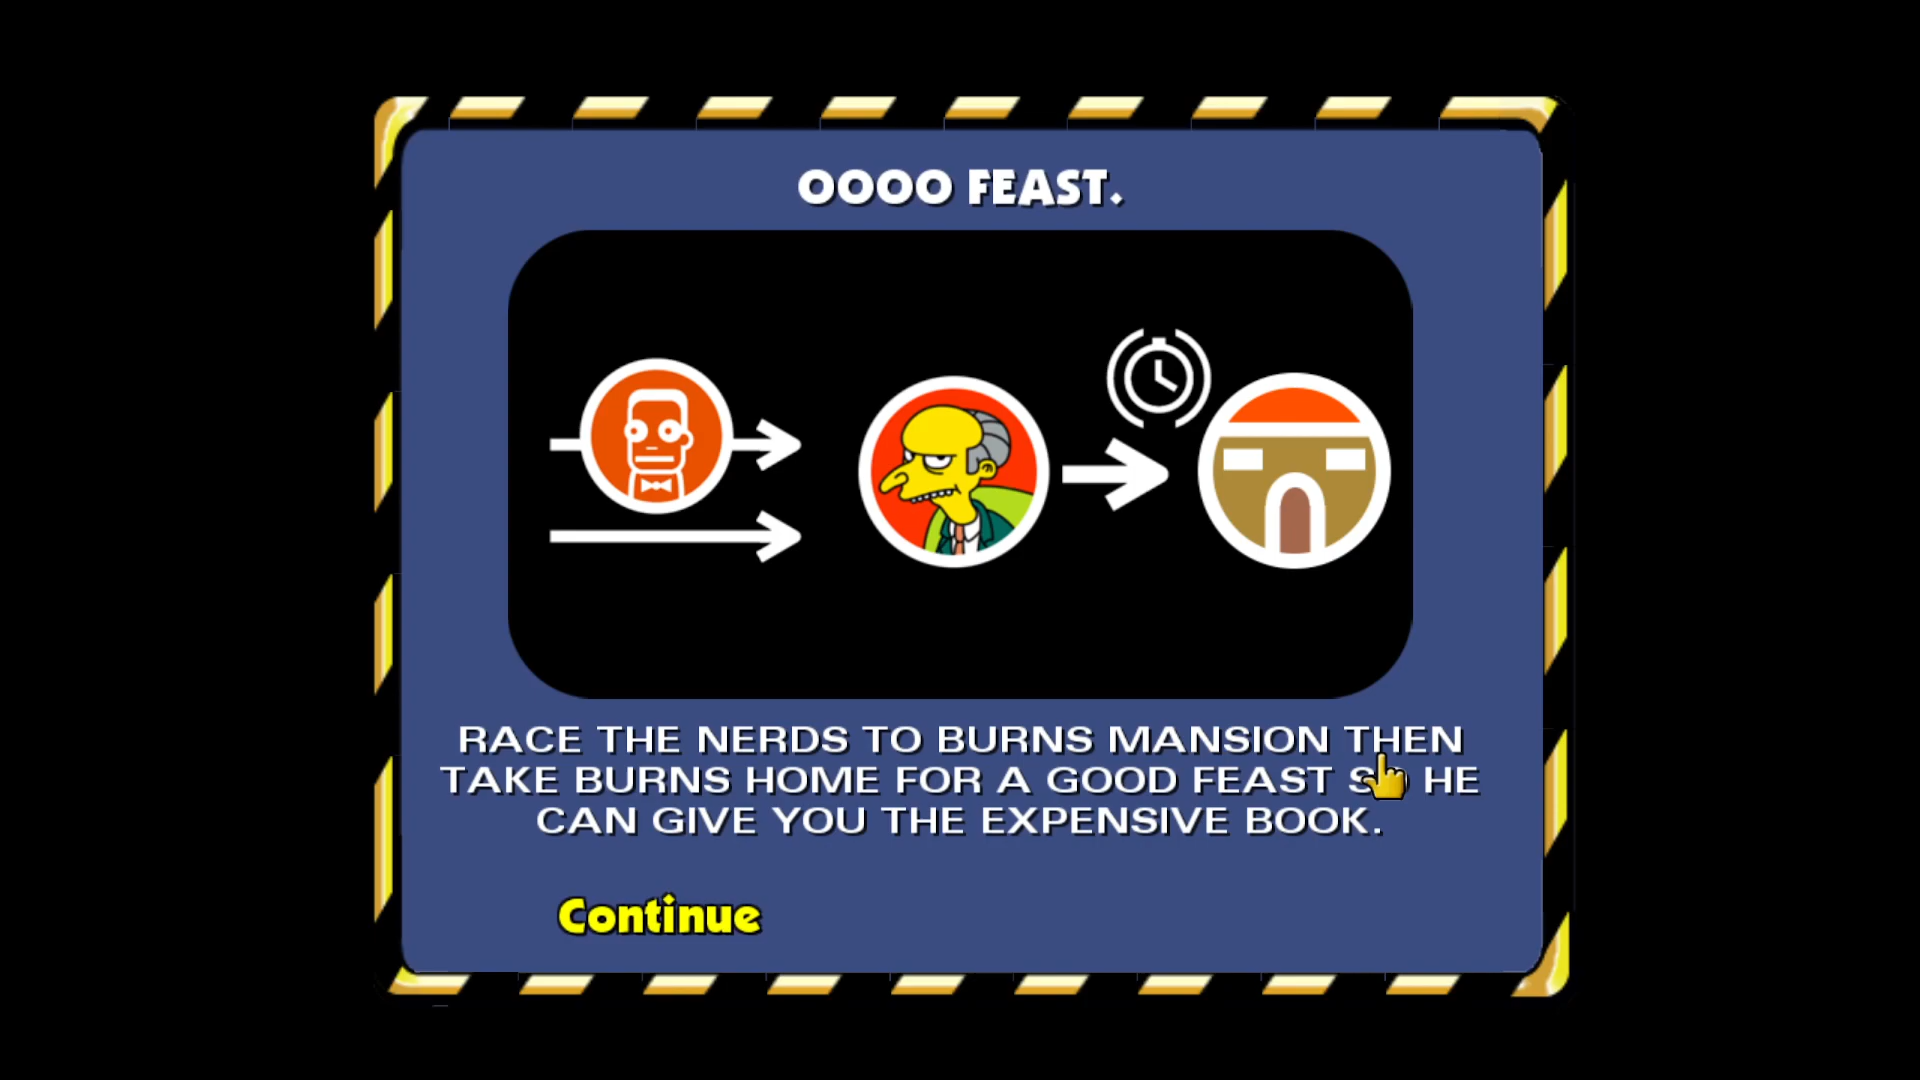 OOOO FEAST.
RACE THE NERDS TO BURNS MANSION THEN
TAKE BURNS HOME FOR A GOOD FEAST SO HE
CAN GIVE YOU THE EXPENSIVE BOOK.
Continue